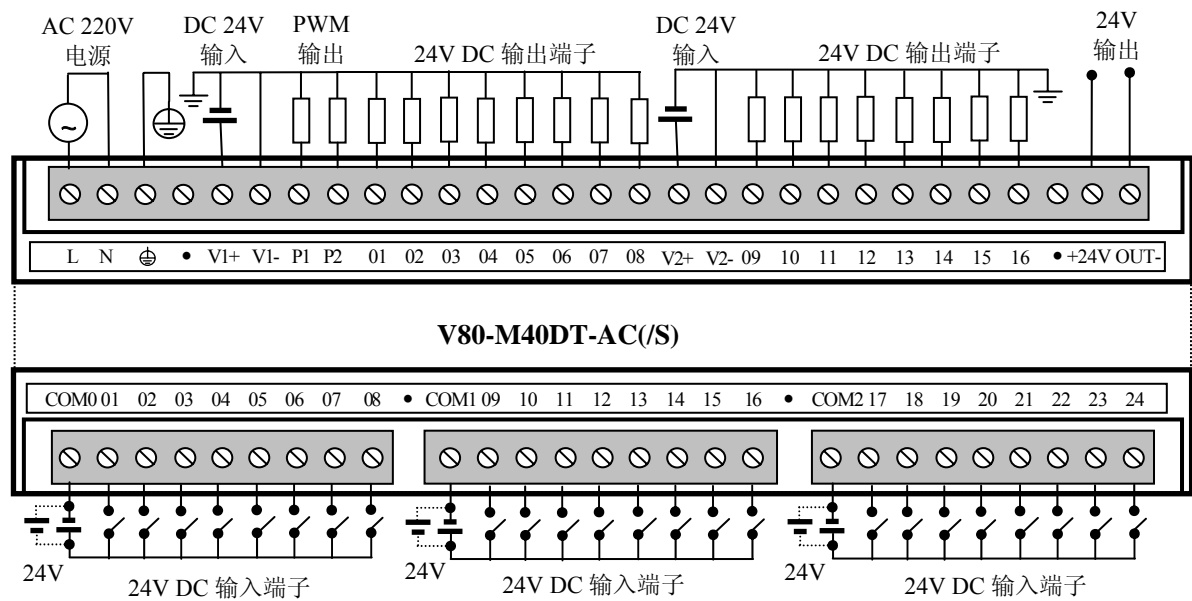 AC 220V
电源
DC 24V
输入
PWM
输出
24V DC 输出端子
DC 24V
输入
24V DC 输出端子
24V
输出
~
L N • V1+ V1- P1 P2 01 02 03 04 05 06 07 08 V2+ V2- 09 10 11 12 13 14 15 16 • +24V OUT-
V80-M40DT-AC(/S)
COM0 01 02 03 04 05 06 07 08 • COM1 09 10 11 12 13 14 15 16 • COM2 17 18 19 20 21 22 23 24
24V
24V DC 输入端子
24V
24V DC 输入端子
24V
24V DC 输入端子